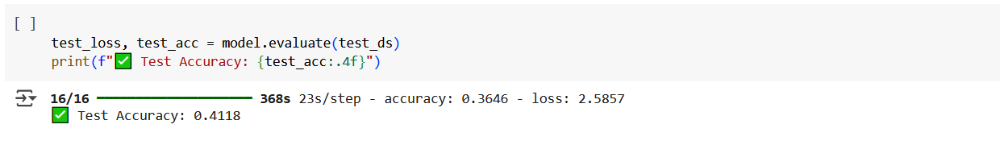 [ ]
test_loss, test_acc = model.evaluate(test_ds)
print(f"✅ Test Accuracy: {test_acc:.4f}")
16/16 ━━━━━━━━━━━━━━━━━━━━ 368s 23s/step - accuracy: 0.3646 - loss: 2.5857
✅ Test Accuracy: 0.4118